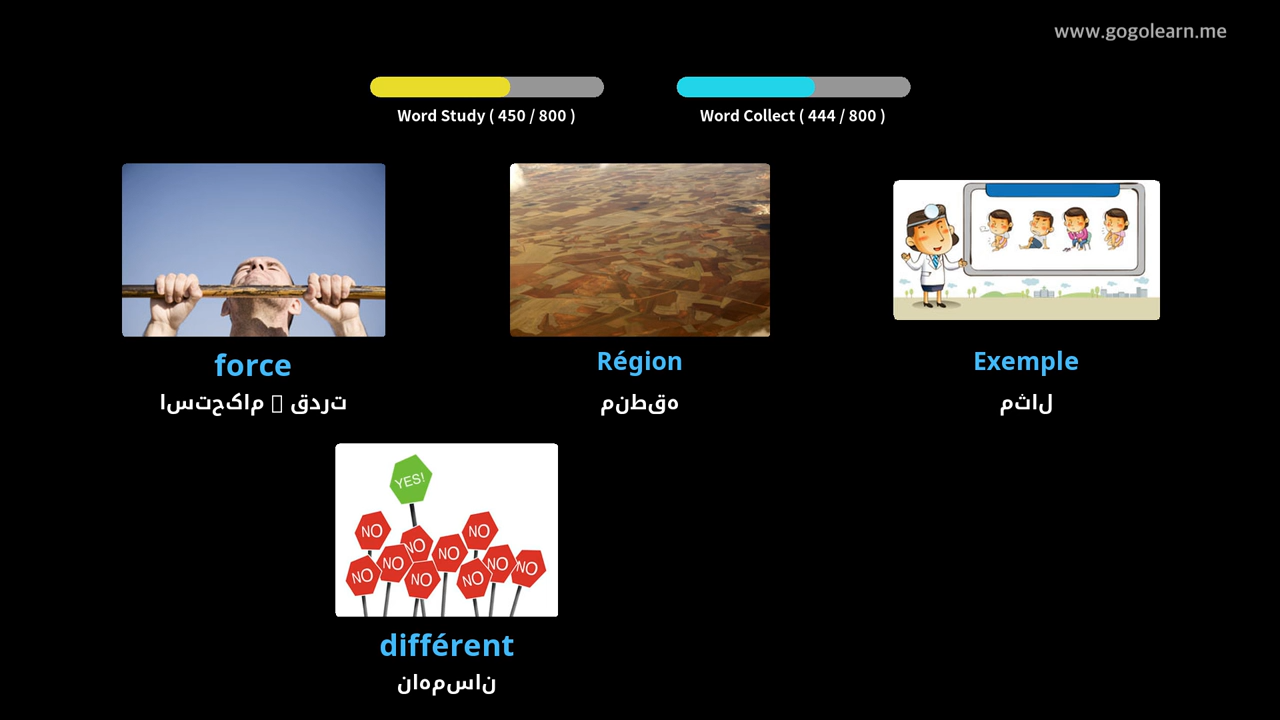 www.gogolearn.me
Word Study ( 450 / 800 )
Word Collect ( 444 / 800 )
force
استحکام ▯ قدرت
Région
منطقه
Exemple
مثال
YES!
NO
NO
NO
NO
NO
NO
NO
NO
NO
NO
différent
ناهمسان